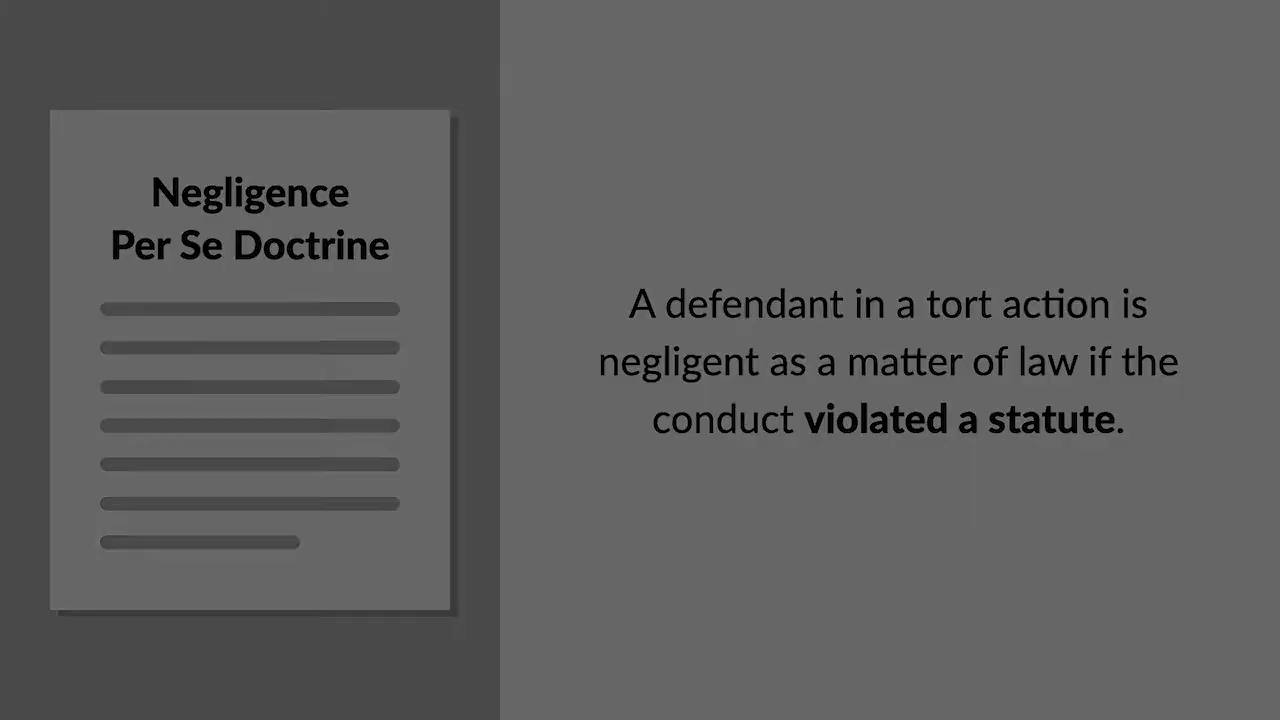 Negligence
Per Se Doctrine
A defendant in a tort action is
negligent as a matter of law if the
conduct violated a statute.